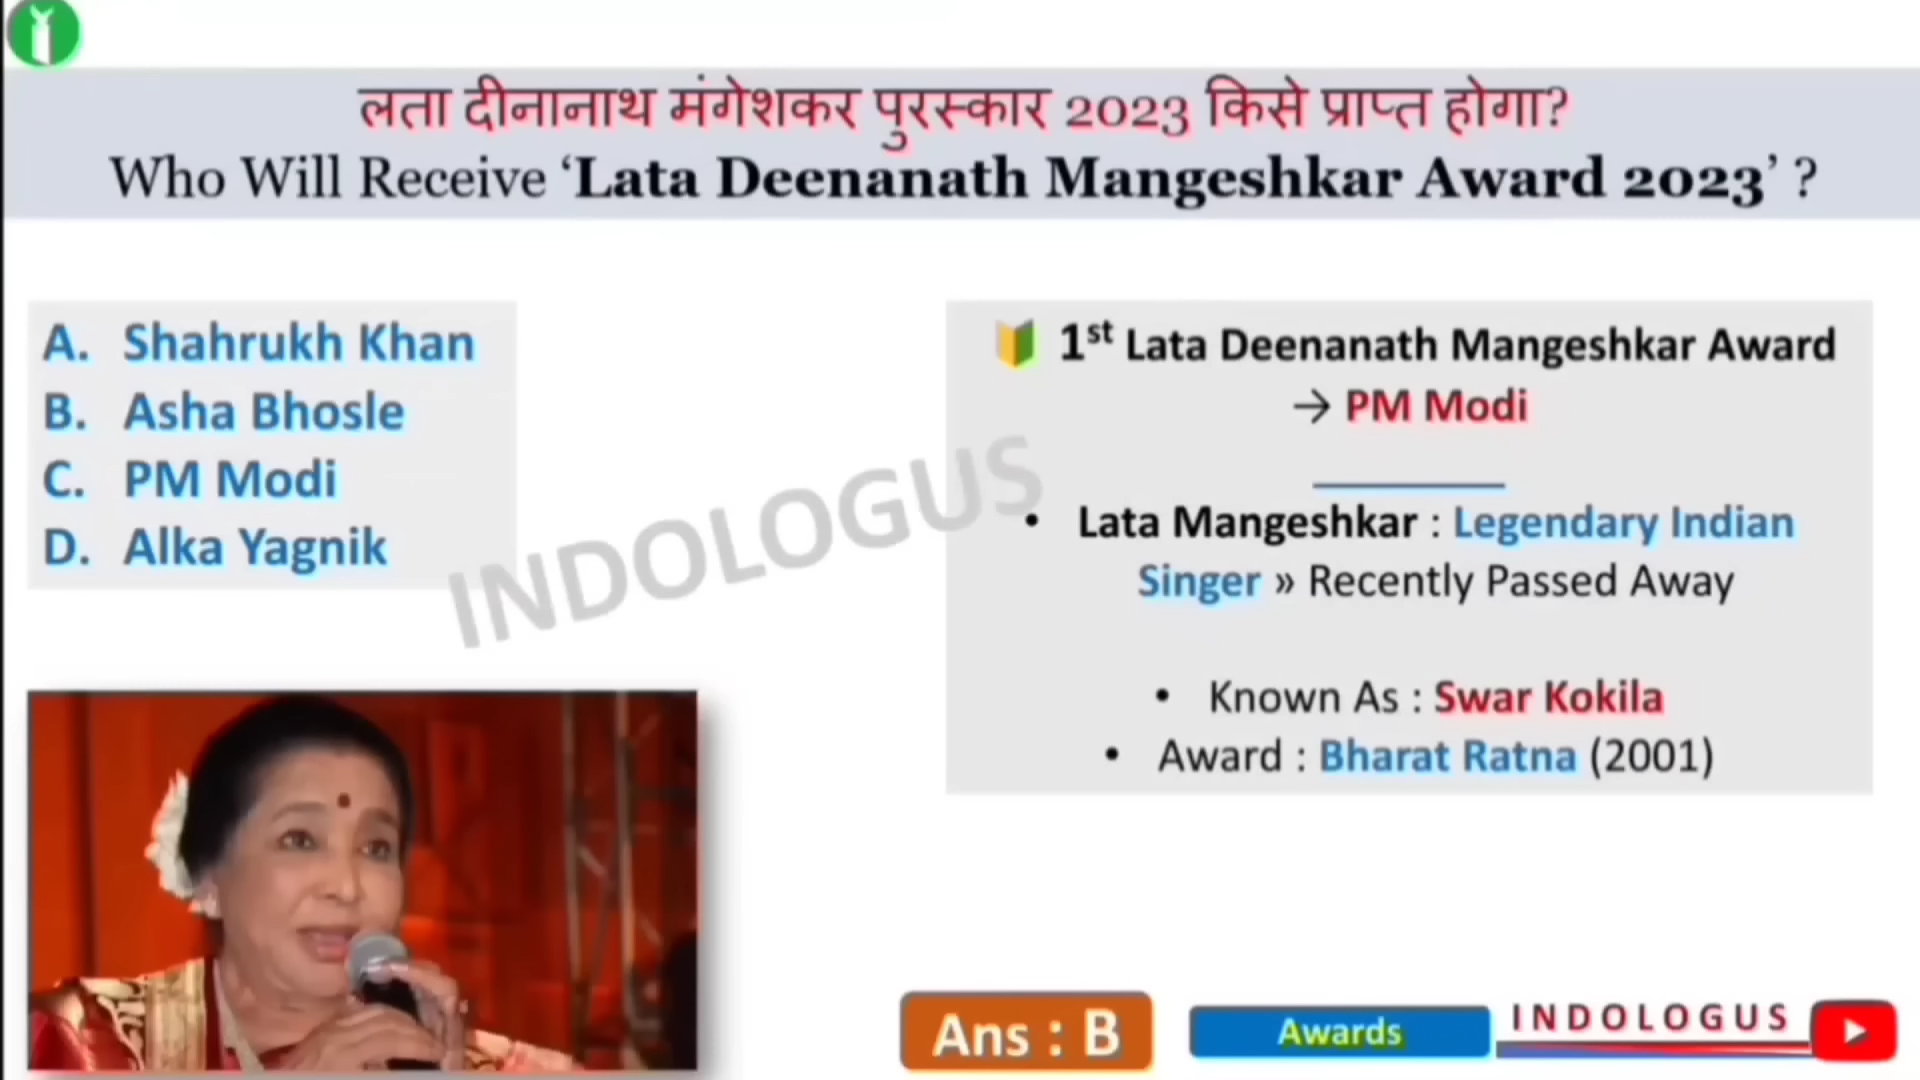 लता दीनानाथ मंगेशकर पुरस्कार 2023 किसे प्राप्त होगा?
Who Will Receive ‘Lata Deenanath Mangeshkar Award 2023’ ?
A. Shahrukh Khan
B. Asha Bhosle
C. PM Modi
D. Alka Yagnik
1st Lata Deenanath Mangeshkar Award
→ PM Modi
• Lata Mangeshkar : Legendary Indian
Singer » Recently Passed Away
• Known As : Swar Kokila
• Award : Bharat Ratna (2001)
INDOLOGUS
Ans : B
Awards
INDOLOGUS